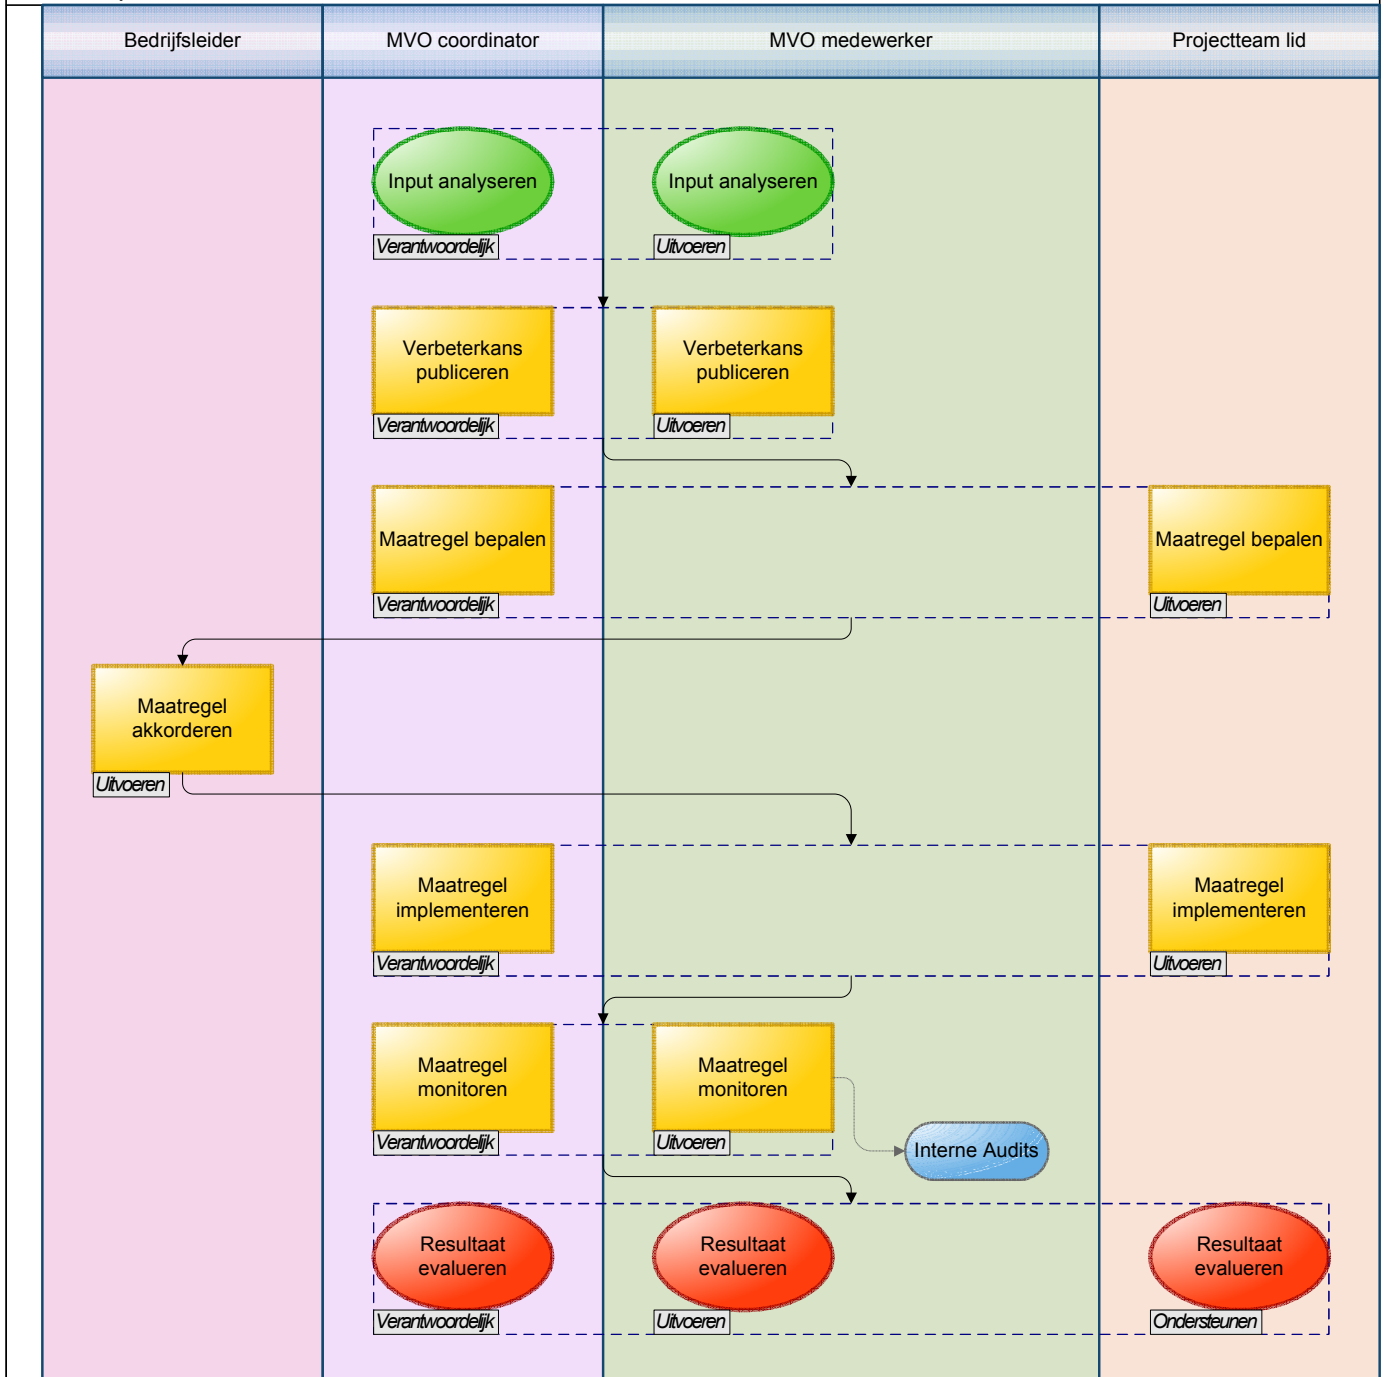 Bedrijfsleider
MVO coordinator
MVO medewerker
Projectteam lid
Input analyseren
Input analyseren
Verantwoordelijk
Uitvoeren
Verbeterkans
publiceren
Verbeterkans
publiceren
Verantwoordelijk
Uitvoeren
Maatregel bepalen
Maatregel bepalen
Verantwoordelijk
Uitvoeren
Maatregel
akkorderen
Uitvoeren
Maatregel
implementeren
Maatregel
implementeren
Verantwoordelijk
Uitvoeren
Maatregel
monitoren
Maatregel
monitoren
Verantwoordelijk
Uitvoeren
Interne Audits
Resultaat
evalueren
Resultaat
evalueren
Resultaat
evalueren
Verantwoordelijk
Uitvoeren
Ondersteunen